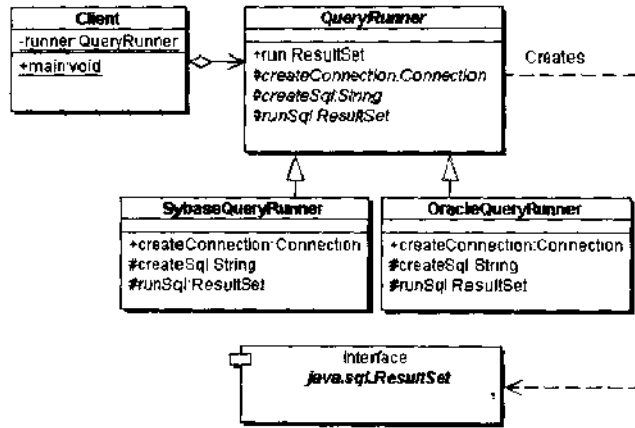 Client
-runner QueryRunner
+main:void
QueryRunner
+run ResultSet
#createConnection:Connection
#createSql:String
#runSql ResultSet
Creates
SybaseQueryRunner
+createConnection:Connection
#createSql String
#runSql:ResultSet
OracleQueryRunner
+createConnection:Connection
#createSql String
#runSql ResultSet
interface
java.sql.ResultSet